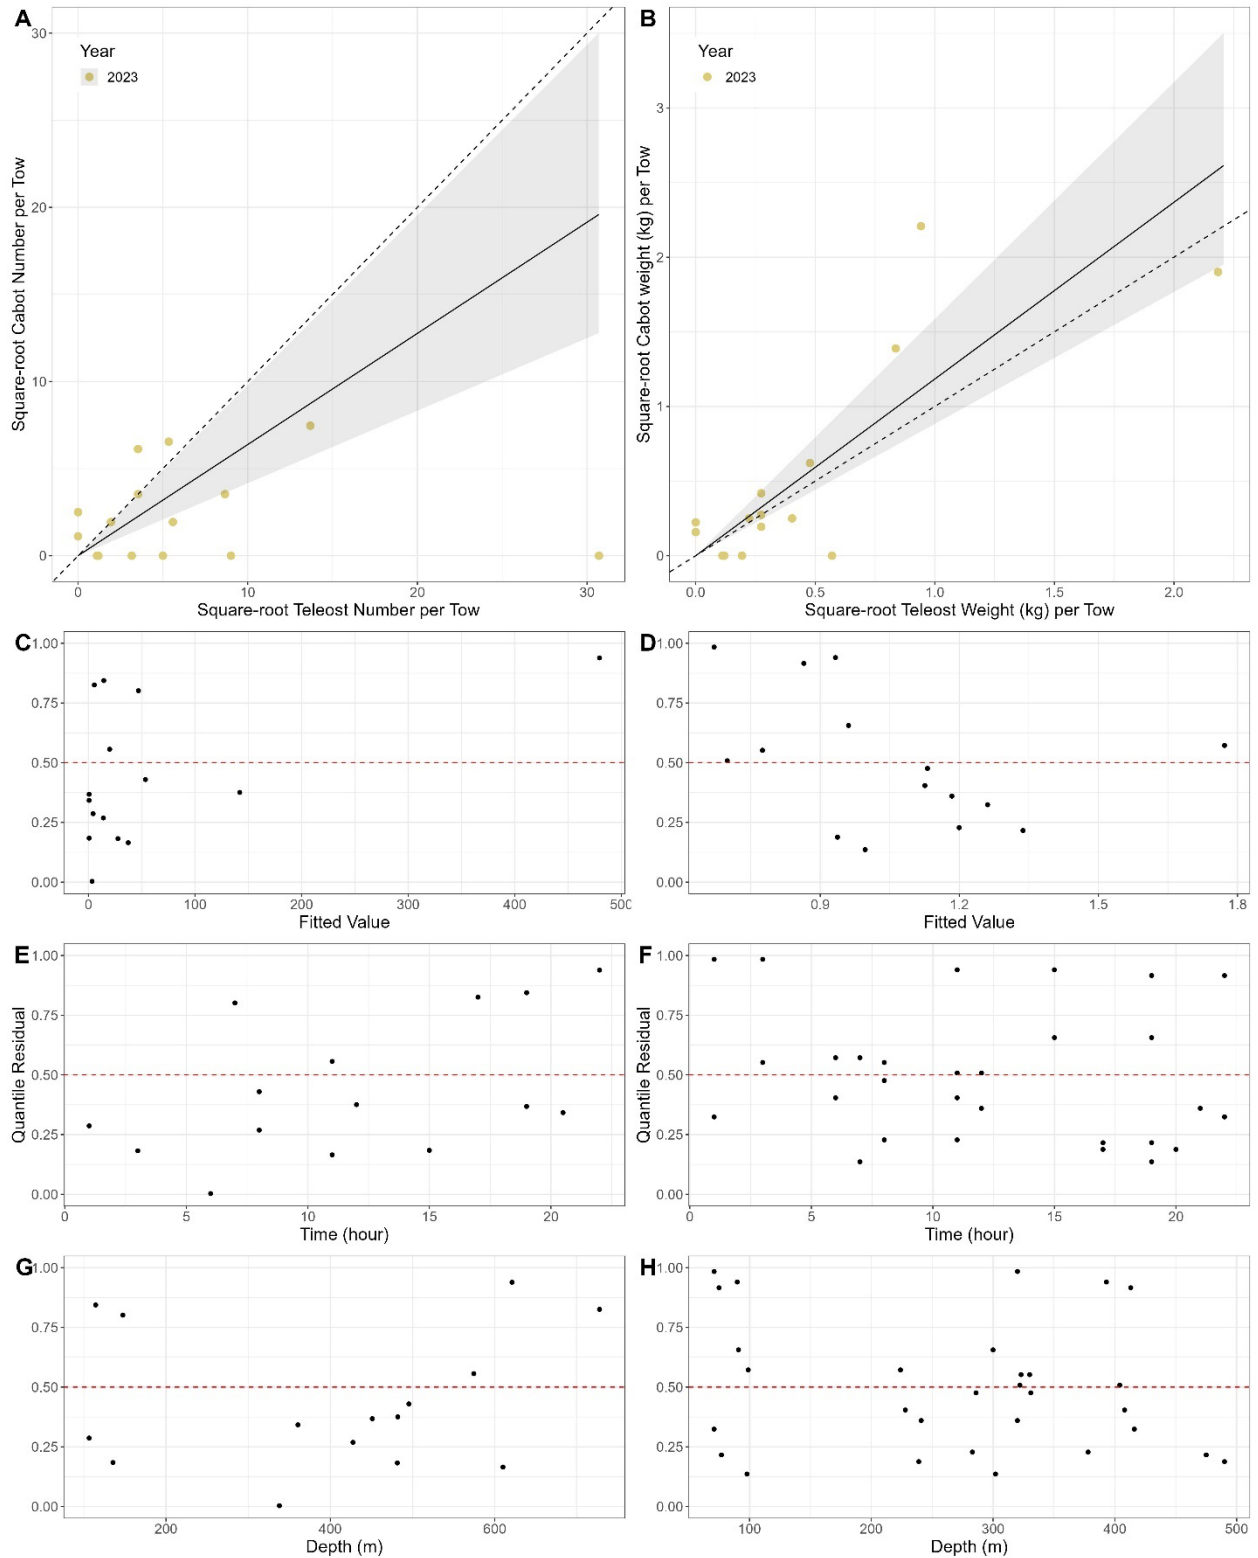 A
B
Year
2023
Year
2023
30
20
10
0
Square-root Cabot Number per Tow
3
2
1
0
Square-root Cabot weight (kg) per Tow
0 10 20 30
0.0 0.5 1.0 1.5 2.0
Square-root Teleost Number per Tow
Square-root Teleost Weight (kg) per Tow
C
D
1.00
0.75
0.50
0.25
0.00
1.00
0.75
0.50
0.25
0.00
0 100 200 300 400 500
0.9 1.2 1.5 1.8
Fitted Value
Fitted Value
E
F
1.00
0.75
0.50
0.25
0.00
Quantile Residual
1.00
0.75
0.50
0.25
0.00
Quantile Residual
0 5 10 15 20
0 5 10 15 20
Time (hour)
Time (hour)
G
H
1.00
0.75
0.50
0.25
0.00
1.00
0.75
0.50
0.25
0.00
200 400 600
100 200 300 400 500
Depth (m)
Depth (m)